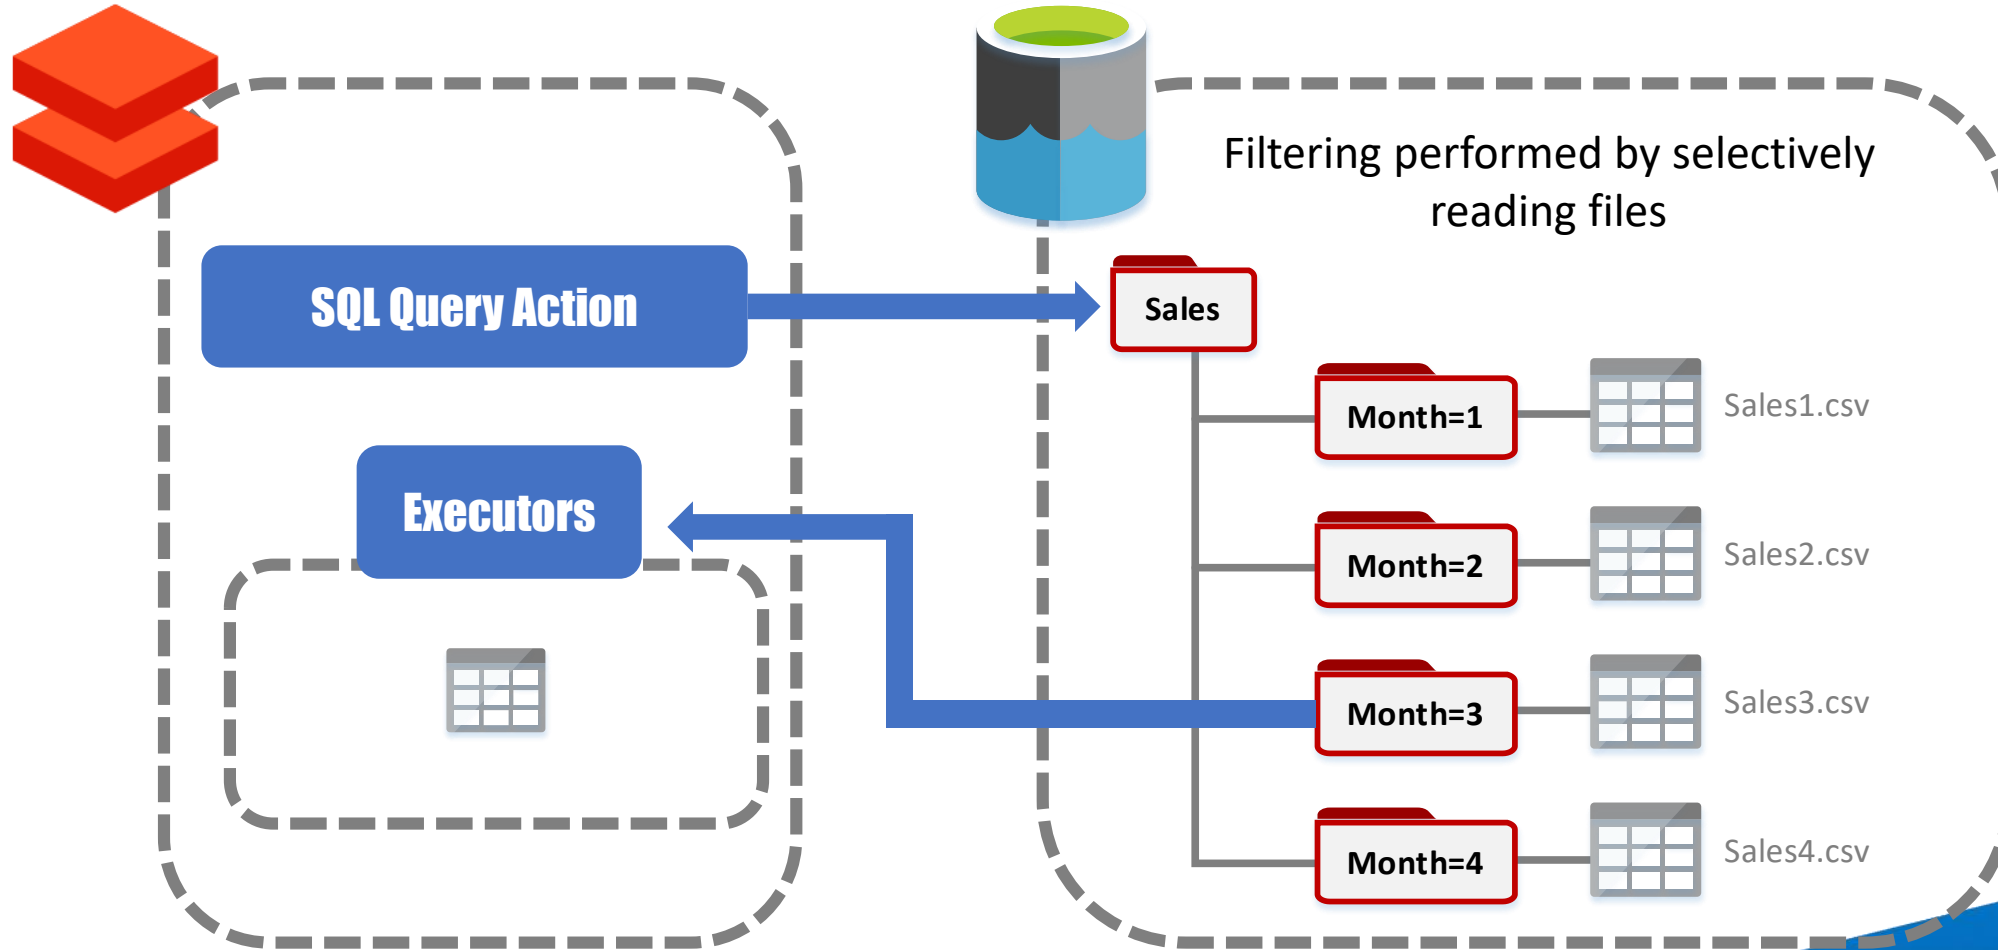 Filtering performed by selectively
reading files
SQL Query Action
Sales
Month=1
Sales1.csv
Executors
Month=2
Sales2.csv
Month=3
Sales3.csv
Month=4
Sales4.csv